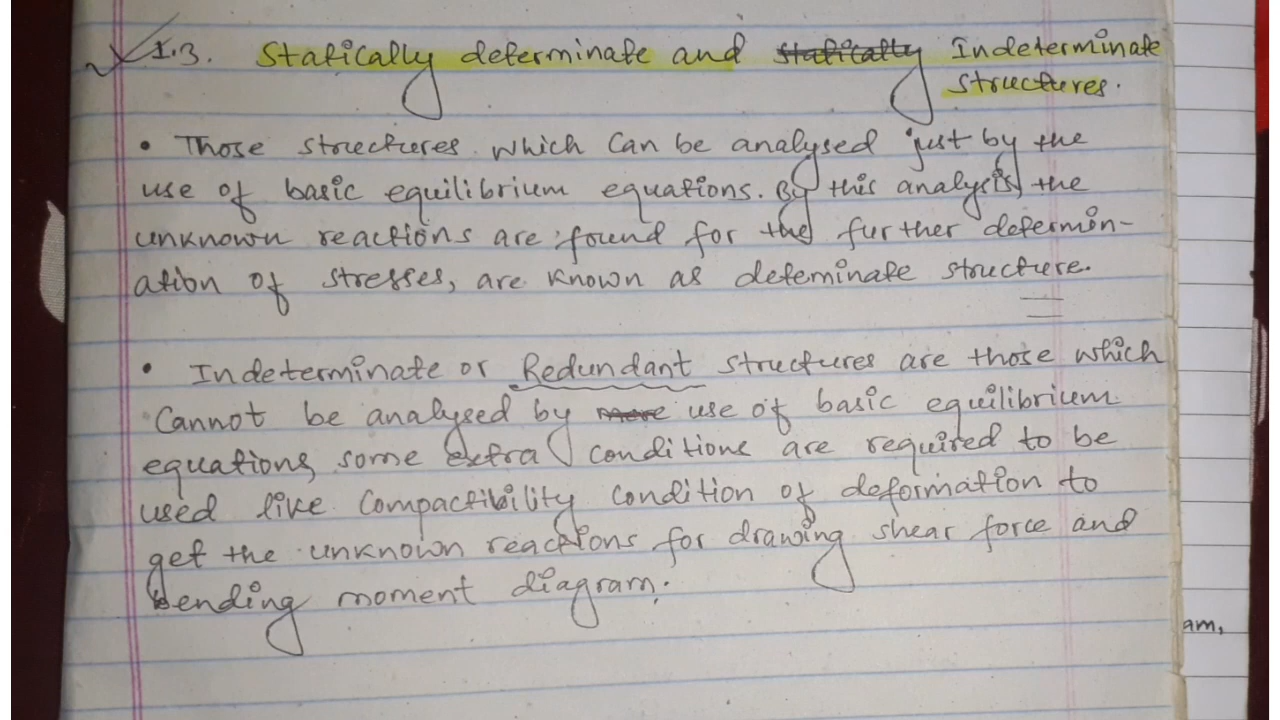 1.3. Statically determinate and Statically Indeterminate
structures.
• Those structures which can be analysed just by the
use of basic equilibrium equations. By this analysis, the
unknown reactions are found for the further determin-
ation of stresses, are known as deteminate structure.
• Indeterminate or Redundant structures are those which
Cannot be analysed by more use of basic equilibrium
equations, some extra conditions are required to be
used like compactibility condition of deformation to
get the unknown reactions for drawing shear force and
bending moment diagram.
am,